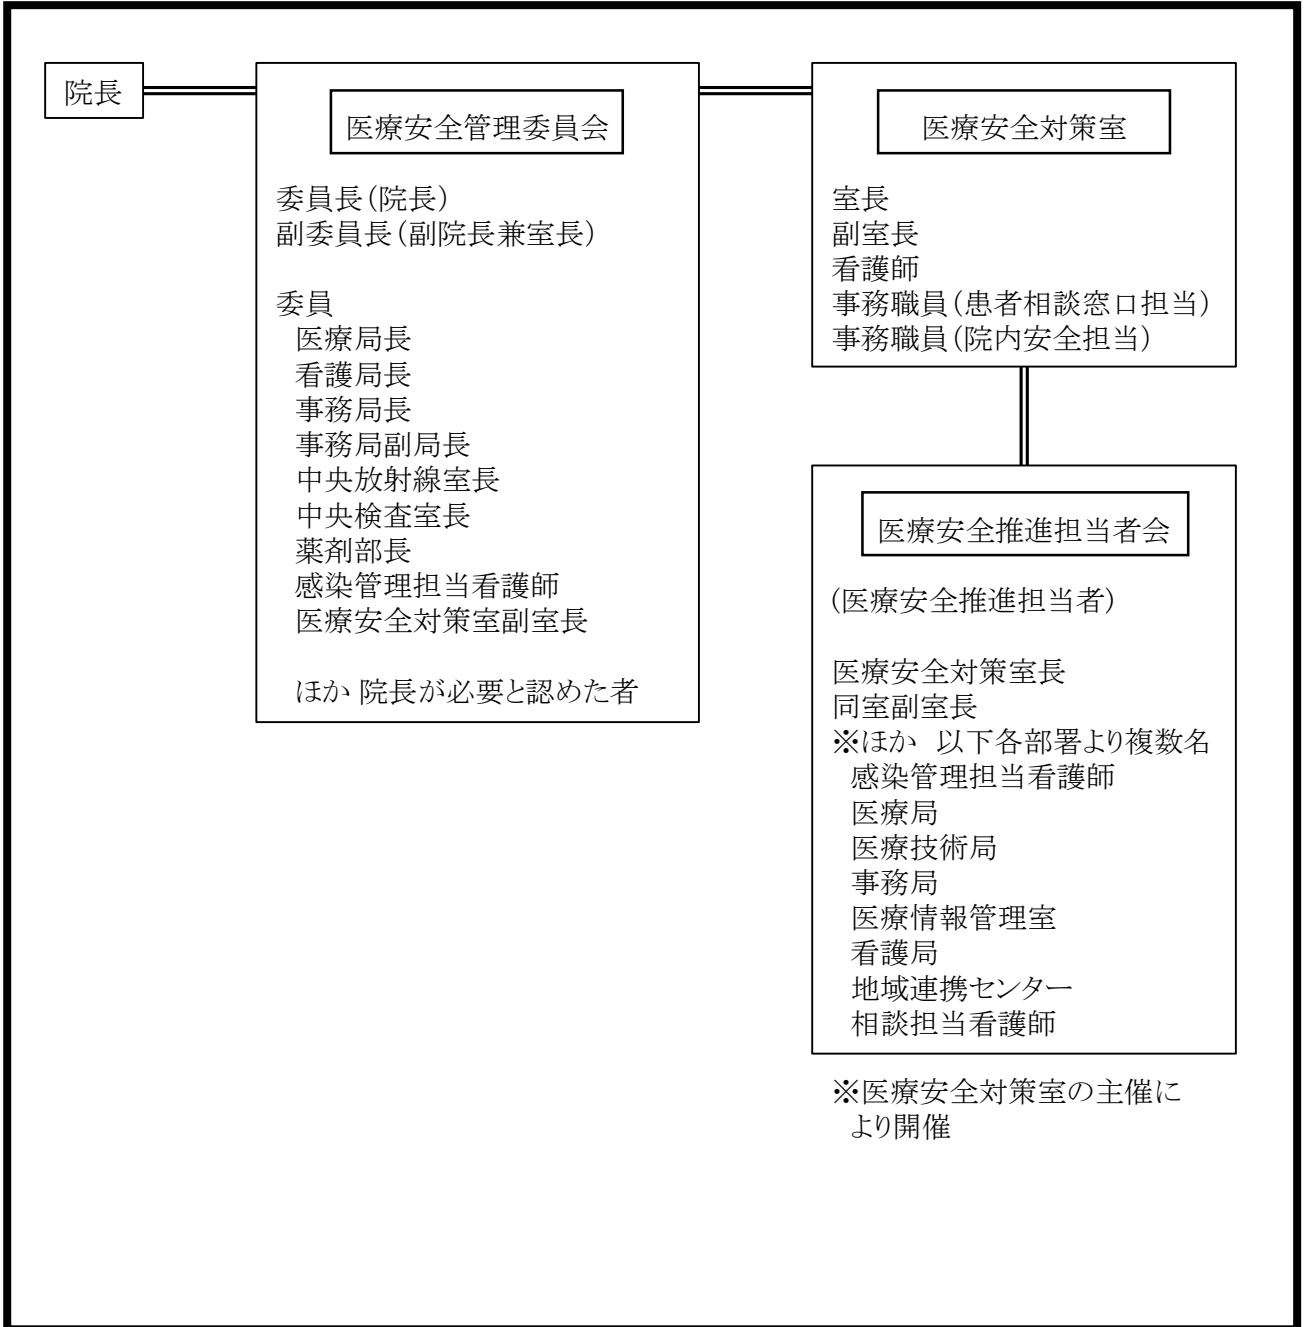 院長
医療安全管理委員会
委員長(院長)
副委員長(副院長兼室長)
委員
医療局長
看護局長
事務局長
事務局副局長
中央放射線室長
中央検査室長
薬剤部長
感染管理担当看護師
医療安全対策室副室長
ほか 院長が必要と認めた者
医療安全対策室
室長
副室長
看護師
事務職員(患者相談窓口担当)
事務職員(院内安全担当)
医療安全推進担当者会
(医療安全推進担当者)
医療安全対策室長
同室副室長
※ほか 以下各部署より複数名
感染管理担当看護師
医療局
医療技術局
事務局
医療情報管理室
看護局
地域連携センター
相談担当看護師
※医療安全対策室の主催に
より開催